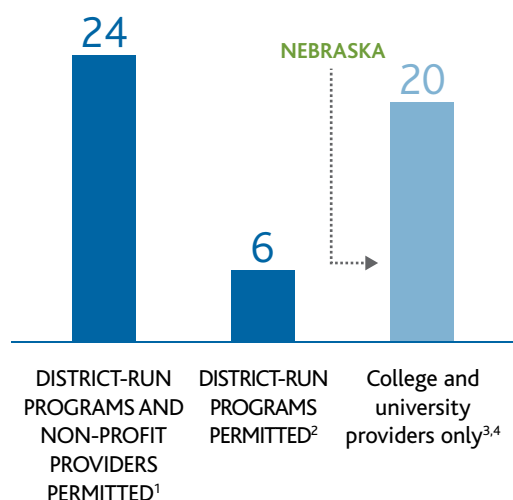 24
NEBRASKA
20
6
DISTRICT-RUN
PROGRAMS AND
NON-PROFIT
PROVIDERS
PERMITTED¹
DISTRICT-RUN
PROGRAMS
PERMITTED²
College and
university
providers only³,⁴